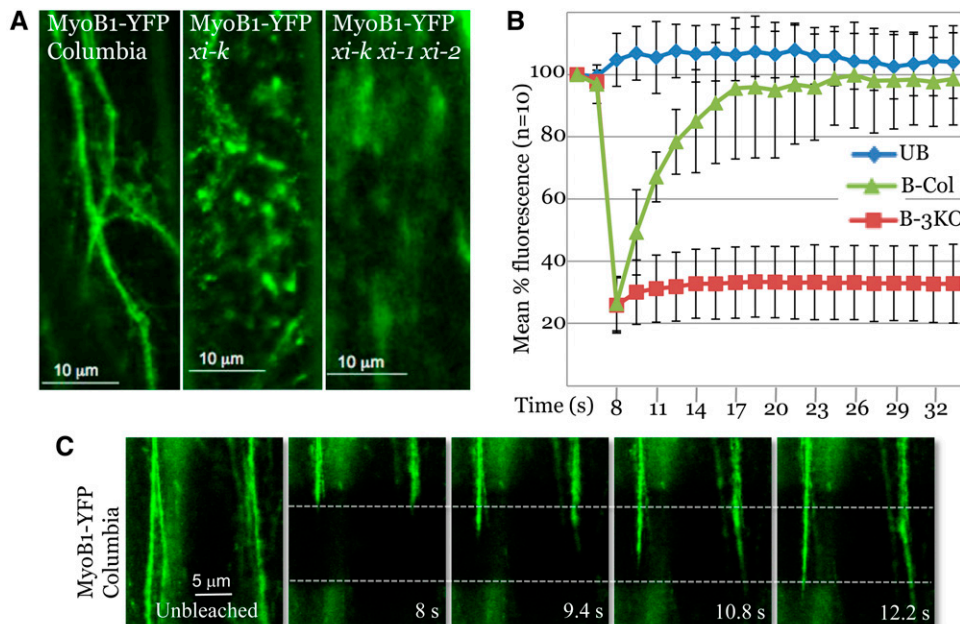 A
MyoB1-YFP
Columbia
MyoB1-YFP
xi-k
MyoB1-YFP
xi-k xi-1 xi-2
10 μm
10 μm
10 μm
B
Mean % fluorescence (n=10)
100
80
60
40
20
UB
B-Col
B-3KO
Time (s) 8 11 14 17 20 23 26 29 32
C
MyoB1-YFP
Columbia
5 μm
Unbleached
8 s
9.4 s
10.8 s
12.2 s